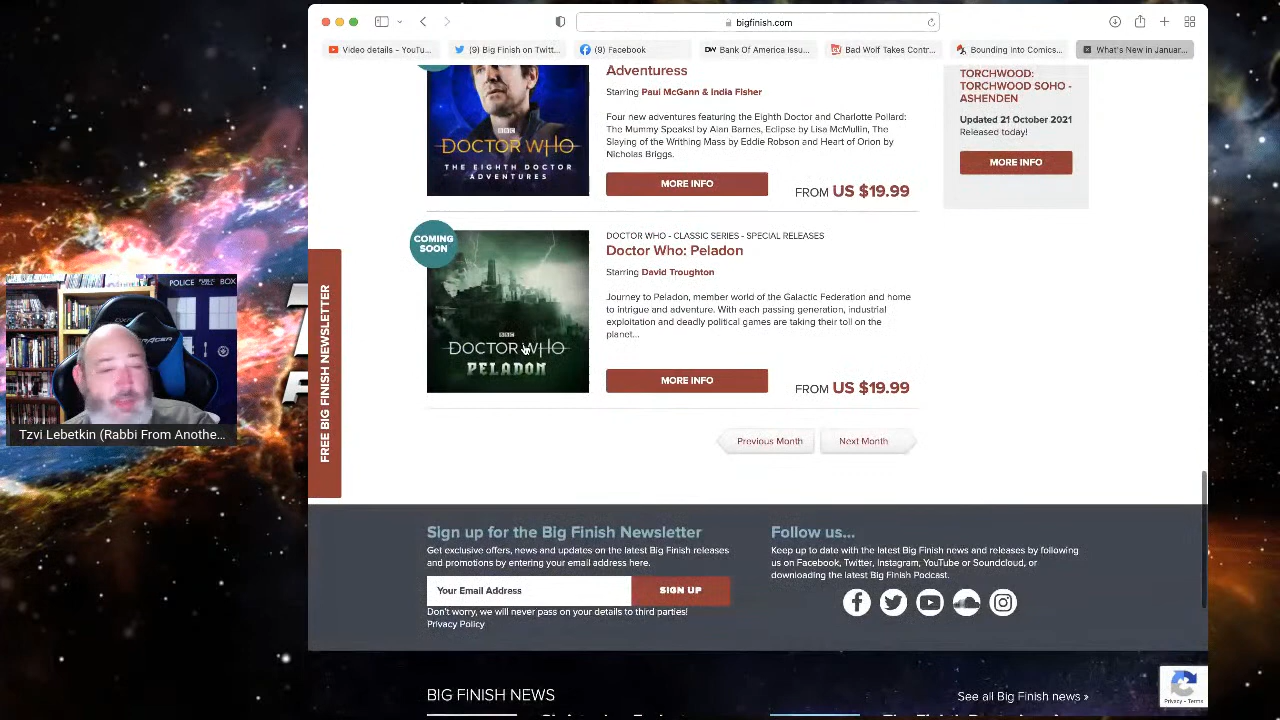 bigfinish.com
Video details - YouTu...
(9) Big Finish on Twitt...
(9) Facebook
DW Bank Of America Issu...
Bad Wolf Takes Contr...
Bounding Into Comics...
What's New in Januar...
Adventuress
Starring Paul McGann & India Fisher
Four new adventures featuring the Eighth Doctor and Charlotte Pollard:
The Mummy Speaks! by Alan Barnes, Eclipse by Lisa McMullin, The
Slaying of the Writhing Mass by Eddie Robson and Heart of Orion by
Nicholas Briggs.
MORE INFO
FROM US $19.99
BBC
DOCTOR WHO
THE EIGHTH DOCTOR
ADVENTURES
TORCHWOOD:
TORCHWOOD SOHO -
ASHENDEN
Updated 21 October 2021
Released today!
MORE INFO
COMING
SOON
DOCTOR WHO - CLASSIC SERIES - SPECIAL RELEASES
Doctor Who: Peladon
Starring David Troughton
Journey to Peladon, member world of the Galactic Federation and home
to intrigue and adventure. With each passing generation, industrial
exploitation and deadly political games are taking their toll on the
planet...
MORE INFO
FROM US $19.99
BBC
DOCTOR WHO
PELADON
Previous Month
Next Month
FREE BIG FINISH NEWSLETTER
POLICE PUBLIC CALL BOX
Tzvi Lebetkin (Rabbi From Anothe...
Sign up for the Big Finish Newsletter
Get exclusive offers, news and updates on the latest Big Finish releases
and promotions by entering your email address here.
Your Email Address
SIGN UP
Don't worry, we will never pass on your details to third parties!
Privacy Policy
Follow us...
Keep up to date with the latest Big Finish news and releases by following
us on Facebook, Twitter, Instagram, YouTube or Soundcloud, or
downloading the latest Big Finish Podcast.
BIG FINISH NEWS
See all Big Finish news »
Privacy - Terms